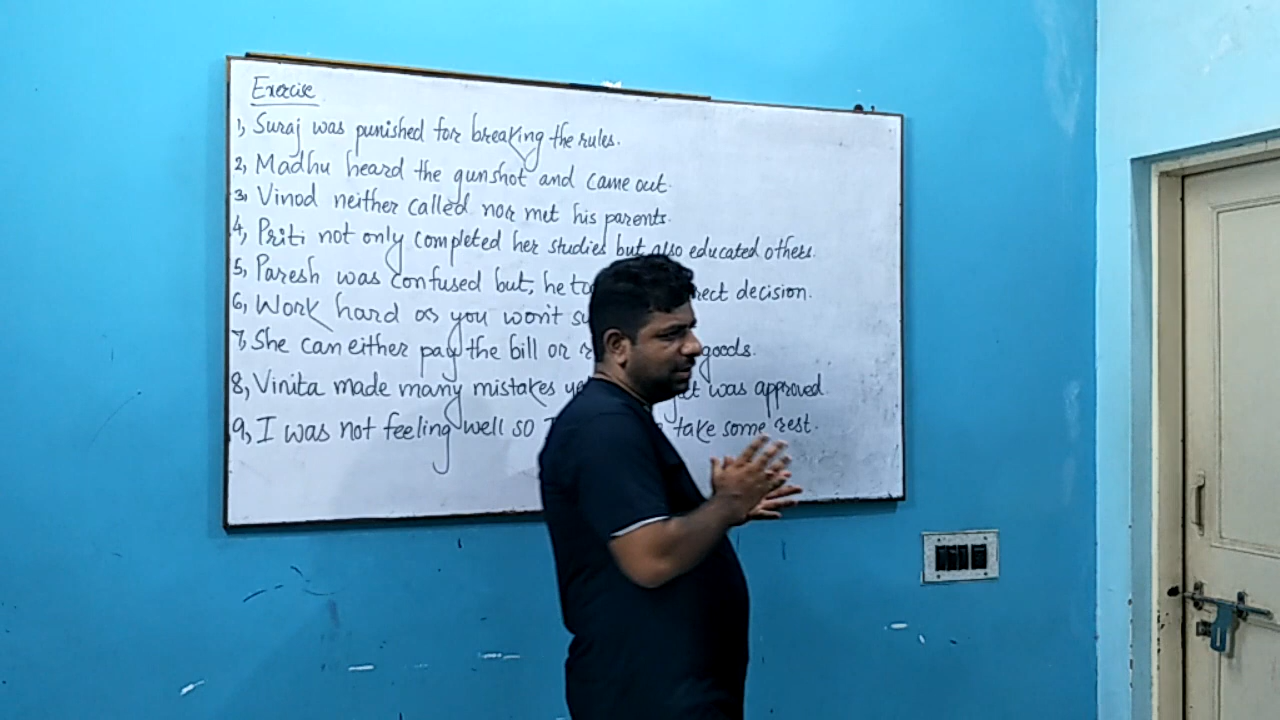 Exercise
1, Suraj was punished for breaking the rules.
2, Madhu heard the gunshot and came out.
3, Vinod neither called nor met his parents.
4, Priti not only completed her studies but also educated others.
5, Paresh was confused but, he decision.
6, Work hard or you won't
7, She can either pay the bill or goods.
8, Vinita made many mistakes was approved.
9, I was not feeling well so take some rest.